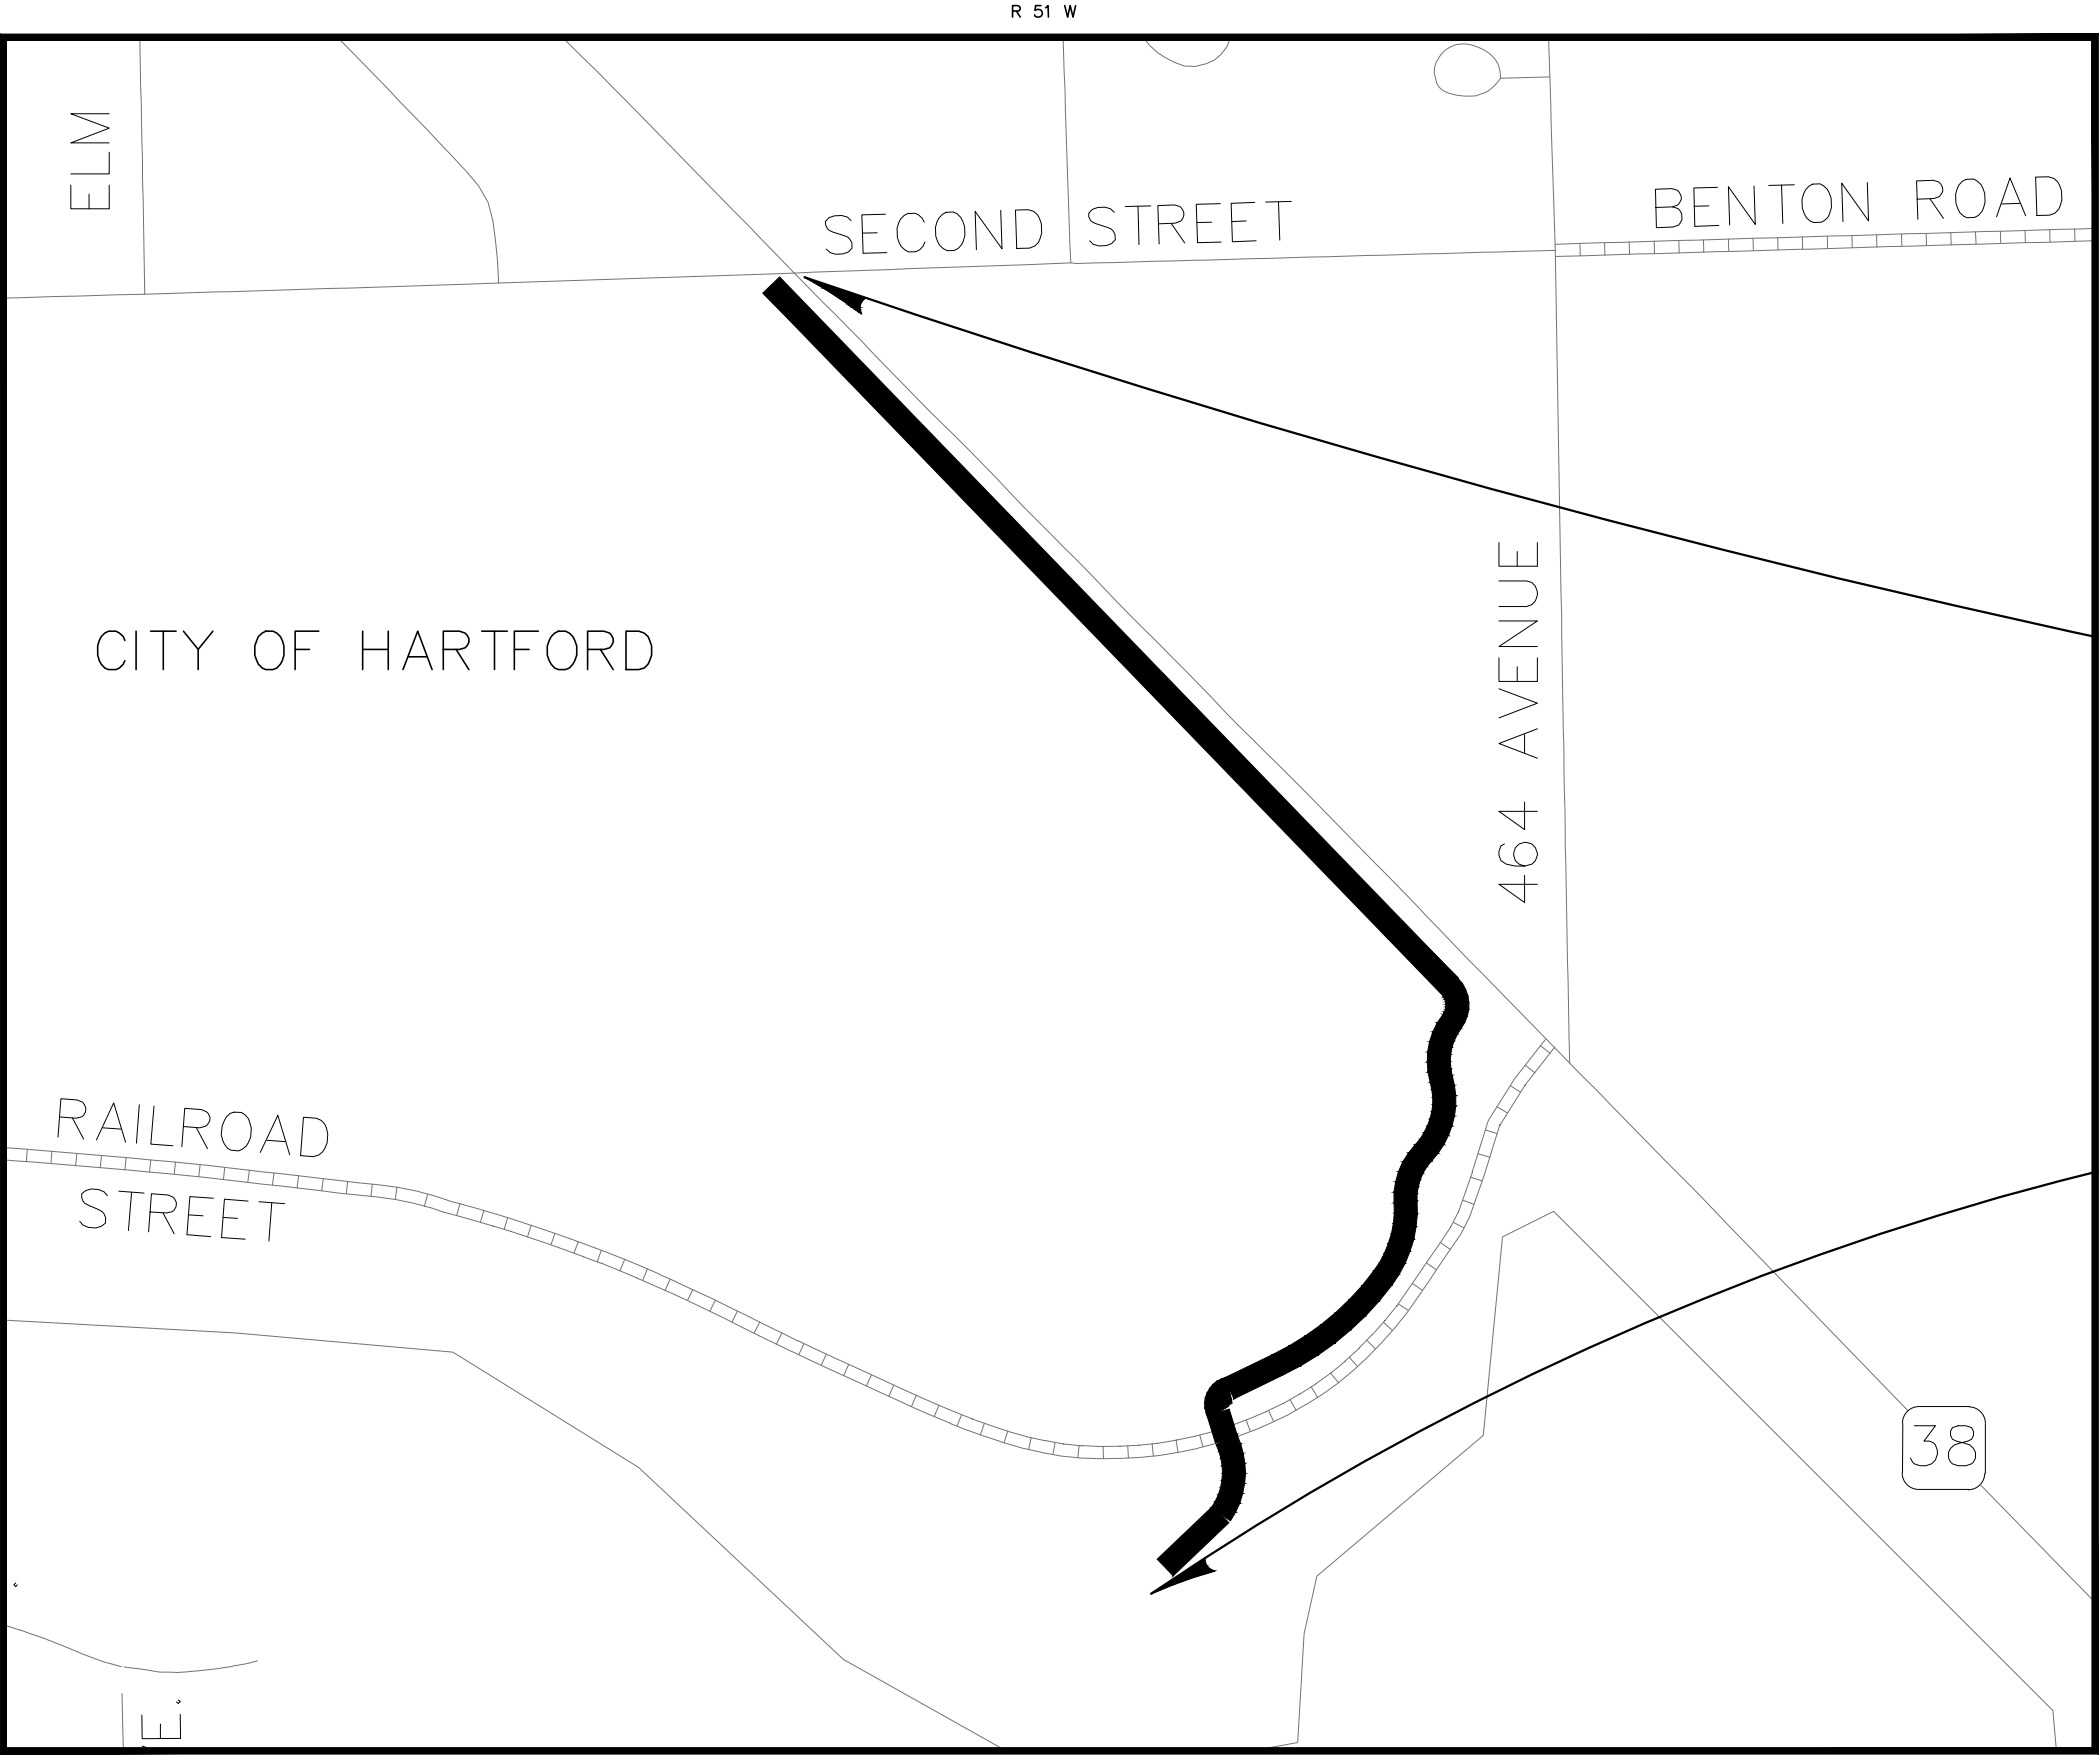 R 51 W
ELM
SECOND STREET
BENTON ROAD
CITY OF HARTFORD
464 AVENUE
RAILROAD
STREET
38
E.